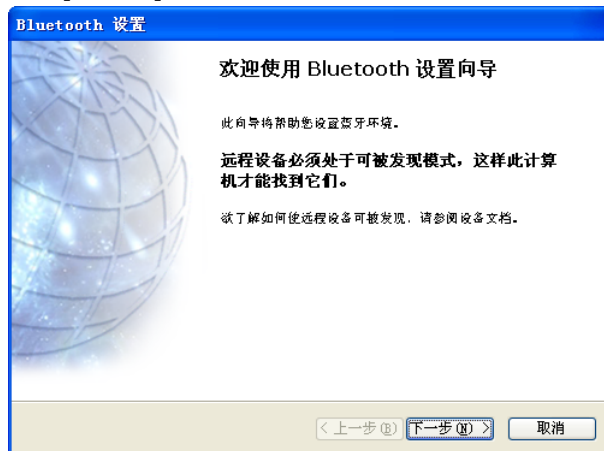 Bluetooth 设置
欢迎使用 Bluetooth 设置向导
此向导将帮助您设置蓝牙环境。
远程设备必须处于可被发现模式，这样此计算
机才能找到它们。
欲了解如何使远程设备可被发现，请参阅设备文档。
< 上一步(B) 下一步(N) > 取消